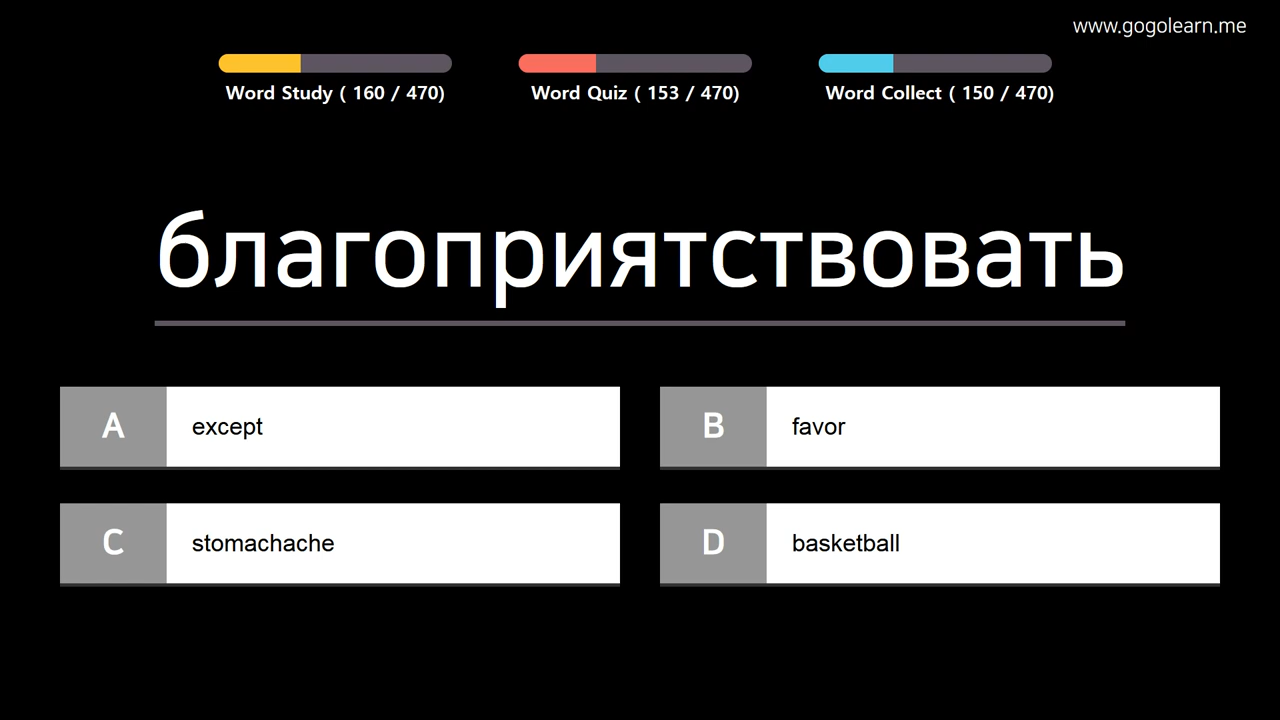 www.gogolearn.me
Word Study ( 160 / 470)
Word Quiz ( 153 / 470)
Word Collect ( 150 / 470)
благоприятствовать
A except
B favor
C stomachache
D basketball